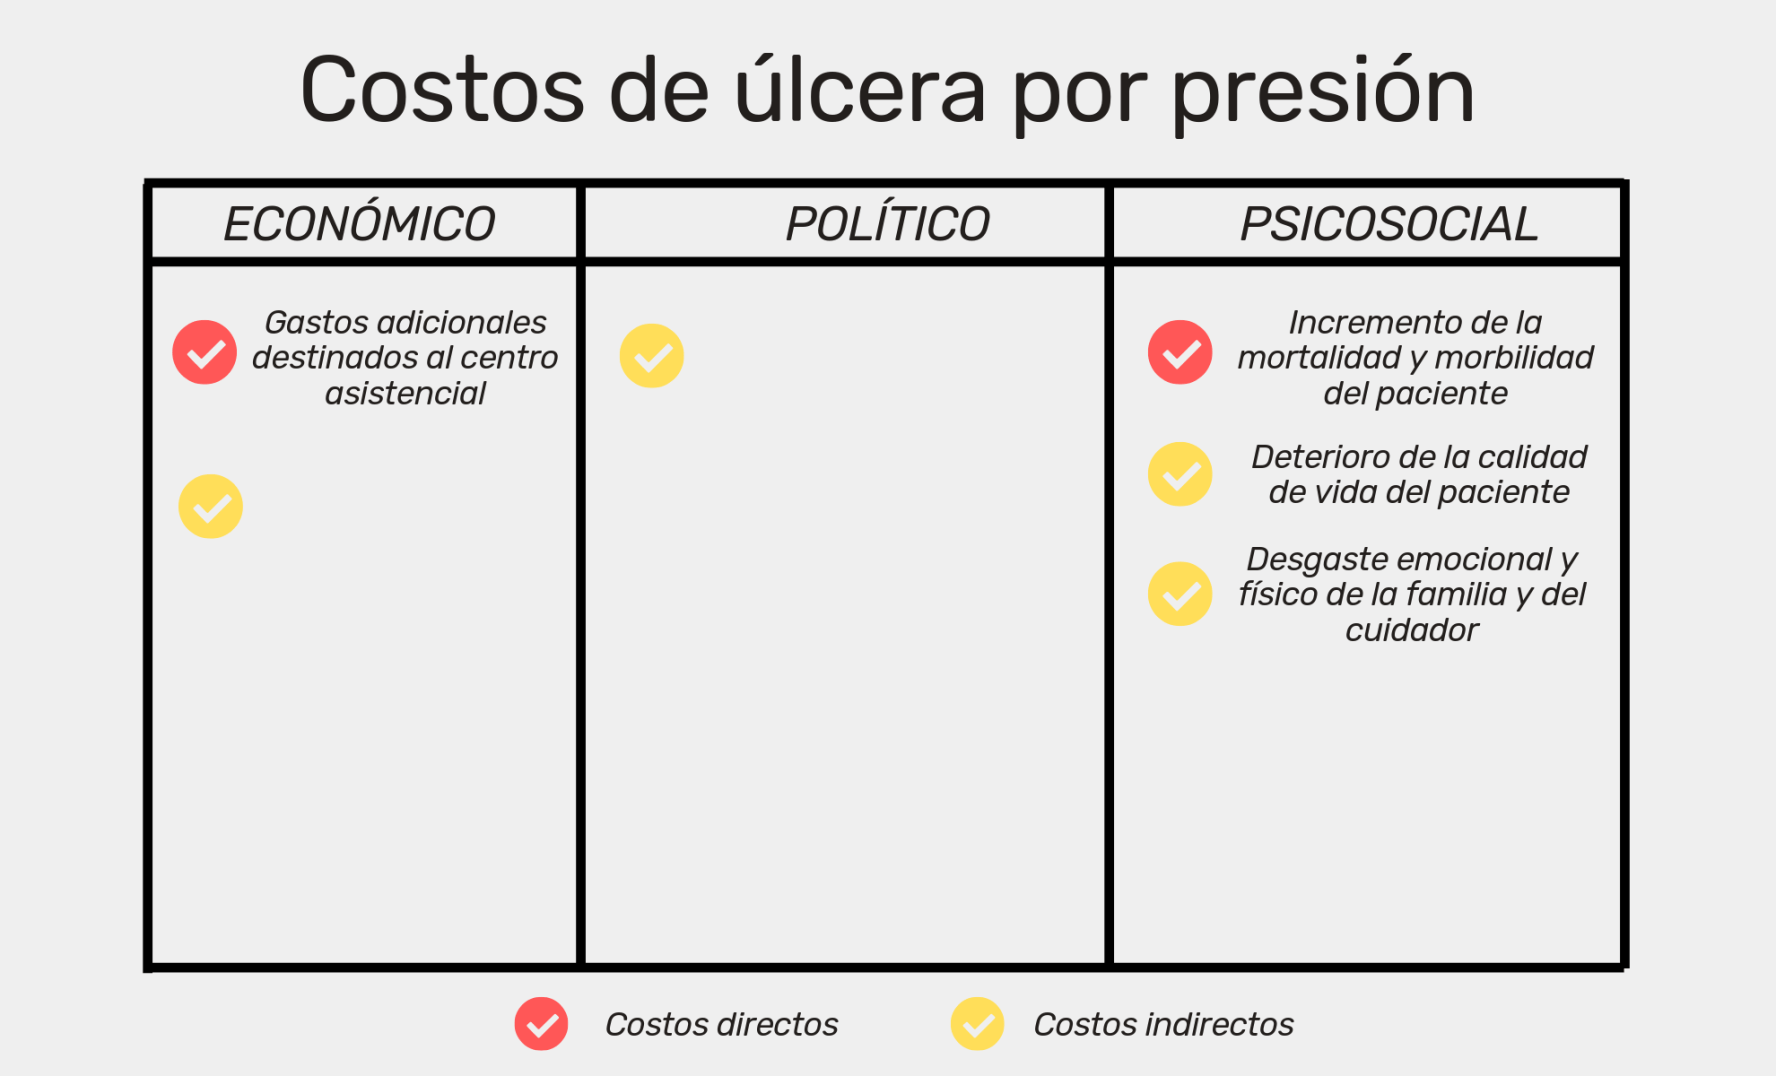 Costos de úlcera por presión
ECONÓMICO
POLÍTICO
PSICOSOCIAL
Gastos adicionales
destinados al centro
asistencial
Incremento de la
mortalidad y morbilidad
del paciente
Deterioro de la calidad
de vida del paciente
Desgaste emocional y
físico de la familia y del
cuidador
Costos directos
Costos indirectos